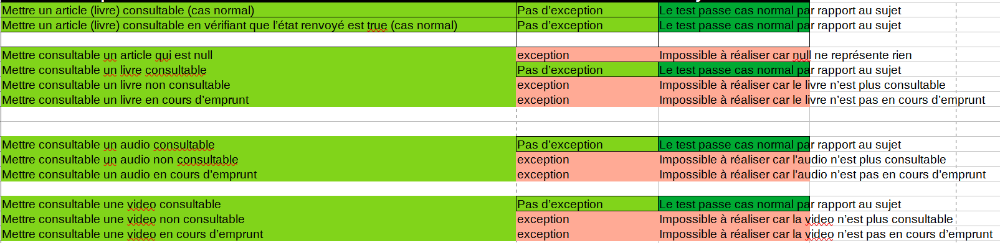 Mettre un article (livre) consultable (cas normal) Pas d’exception Le test passe cas normal par rapport au sujet
Mettre un article (livre) consultable en vérifiant que l’état renvoyé est true (cas normal) Pas d’exception Le test passe cas normal par rapport au sujet
Mettre consultable un article qui est null exception Impossible à réaliser car null ne représente rien
Mettre consultable un livre consultable Pas d’exception Le test passe cas normal par rapport au sujet
Mettre consultable un livre non consultable exception Impossible à réaliser car le livre n’est plus consultable
Mettre consultable un livre en cours d’emprunt exception Impossible à réaliser car le livre n’est pas en cours d’emprunt
Mettre consultable un audio consultable Pas d’exception Le test passe cas normal par rapport au sujet
Mettre consultable un audio non consultable exception Impossible à réaliser car l’audio n’est plus consultable
Mettre consultable un audio en cours d’emprunt exception Impossible à réaliser car l’audio n’est pas en cours d’emprunt
Mettre consultable une video consultable Pas d’exception Le test passe cas normal par rapport au sujet
Mettre consultable une video non consultable exception Impossible à réaliser car la video n’est plus consultable
Mettre consultable une video en cours d’emprunt exception Impossible à réaliser car la video n’est pas en cours d’emprunt